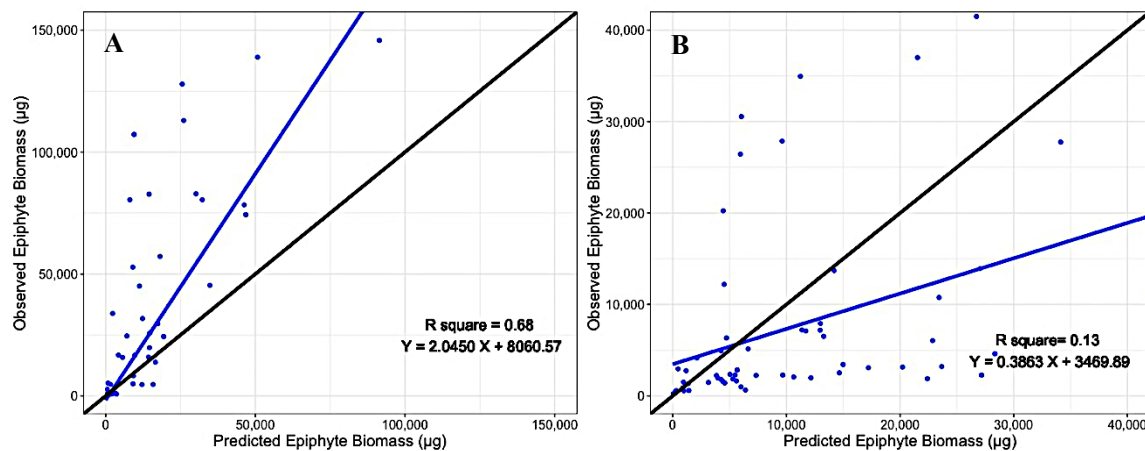 A
Observed Epiphyte Biomass (µg)
150,000
100,000
50,000
0
R square = 0.68
Y = 2.0450 X + 8060.57
0
50,000
100,000
150,000
Predicted Epiphyte Biomass (µg)
B
Observed Epiphyte Biomass (µg)
40,000
30,000
20,000
10,000
0
R square= 0.13
Y = 0.3863 X + 3469.89
0
10,000
20,000
30,000
40,000
Predicted Epiphyte Biomass (µg)